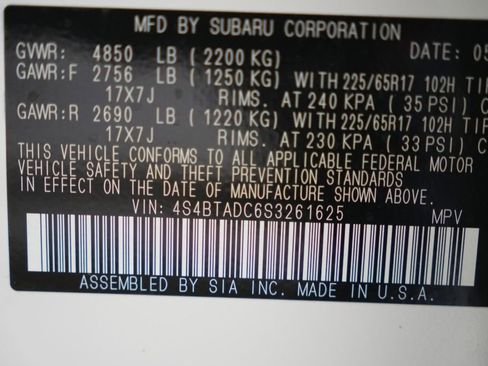 MFD BY SUBARU CORPORATION
GVWR: 4850 LB (2200 KG) DATE: 05
GAWR:F 2756 LB (1250 KG) WITH 225/65R17 102H TIR
17X7J RIMS. AT 240 KPA (35 PSI) C
GAWR:R 2690 LB (1220 KG) WITH 225/65R17 102H TIR
17X7J RIMS. AT 230 KPA (33 PSI) C
THIS VEHICLE CONFORMS TO ALL APPLICABLE FEDERAL MOTOR
VEHICLE SAFETY AND THEFT PREVENTION STANDARDS
IN EFFECT ON THE DATE OF MANUFACTURE SHOWN ABOVE.
VIN: 4S4BTADC6S3261625 MPV
ASSEMBLED BY SIA INC. MADE IN U.S.A.